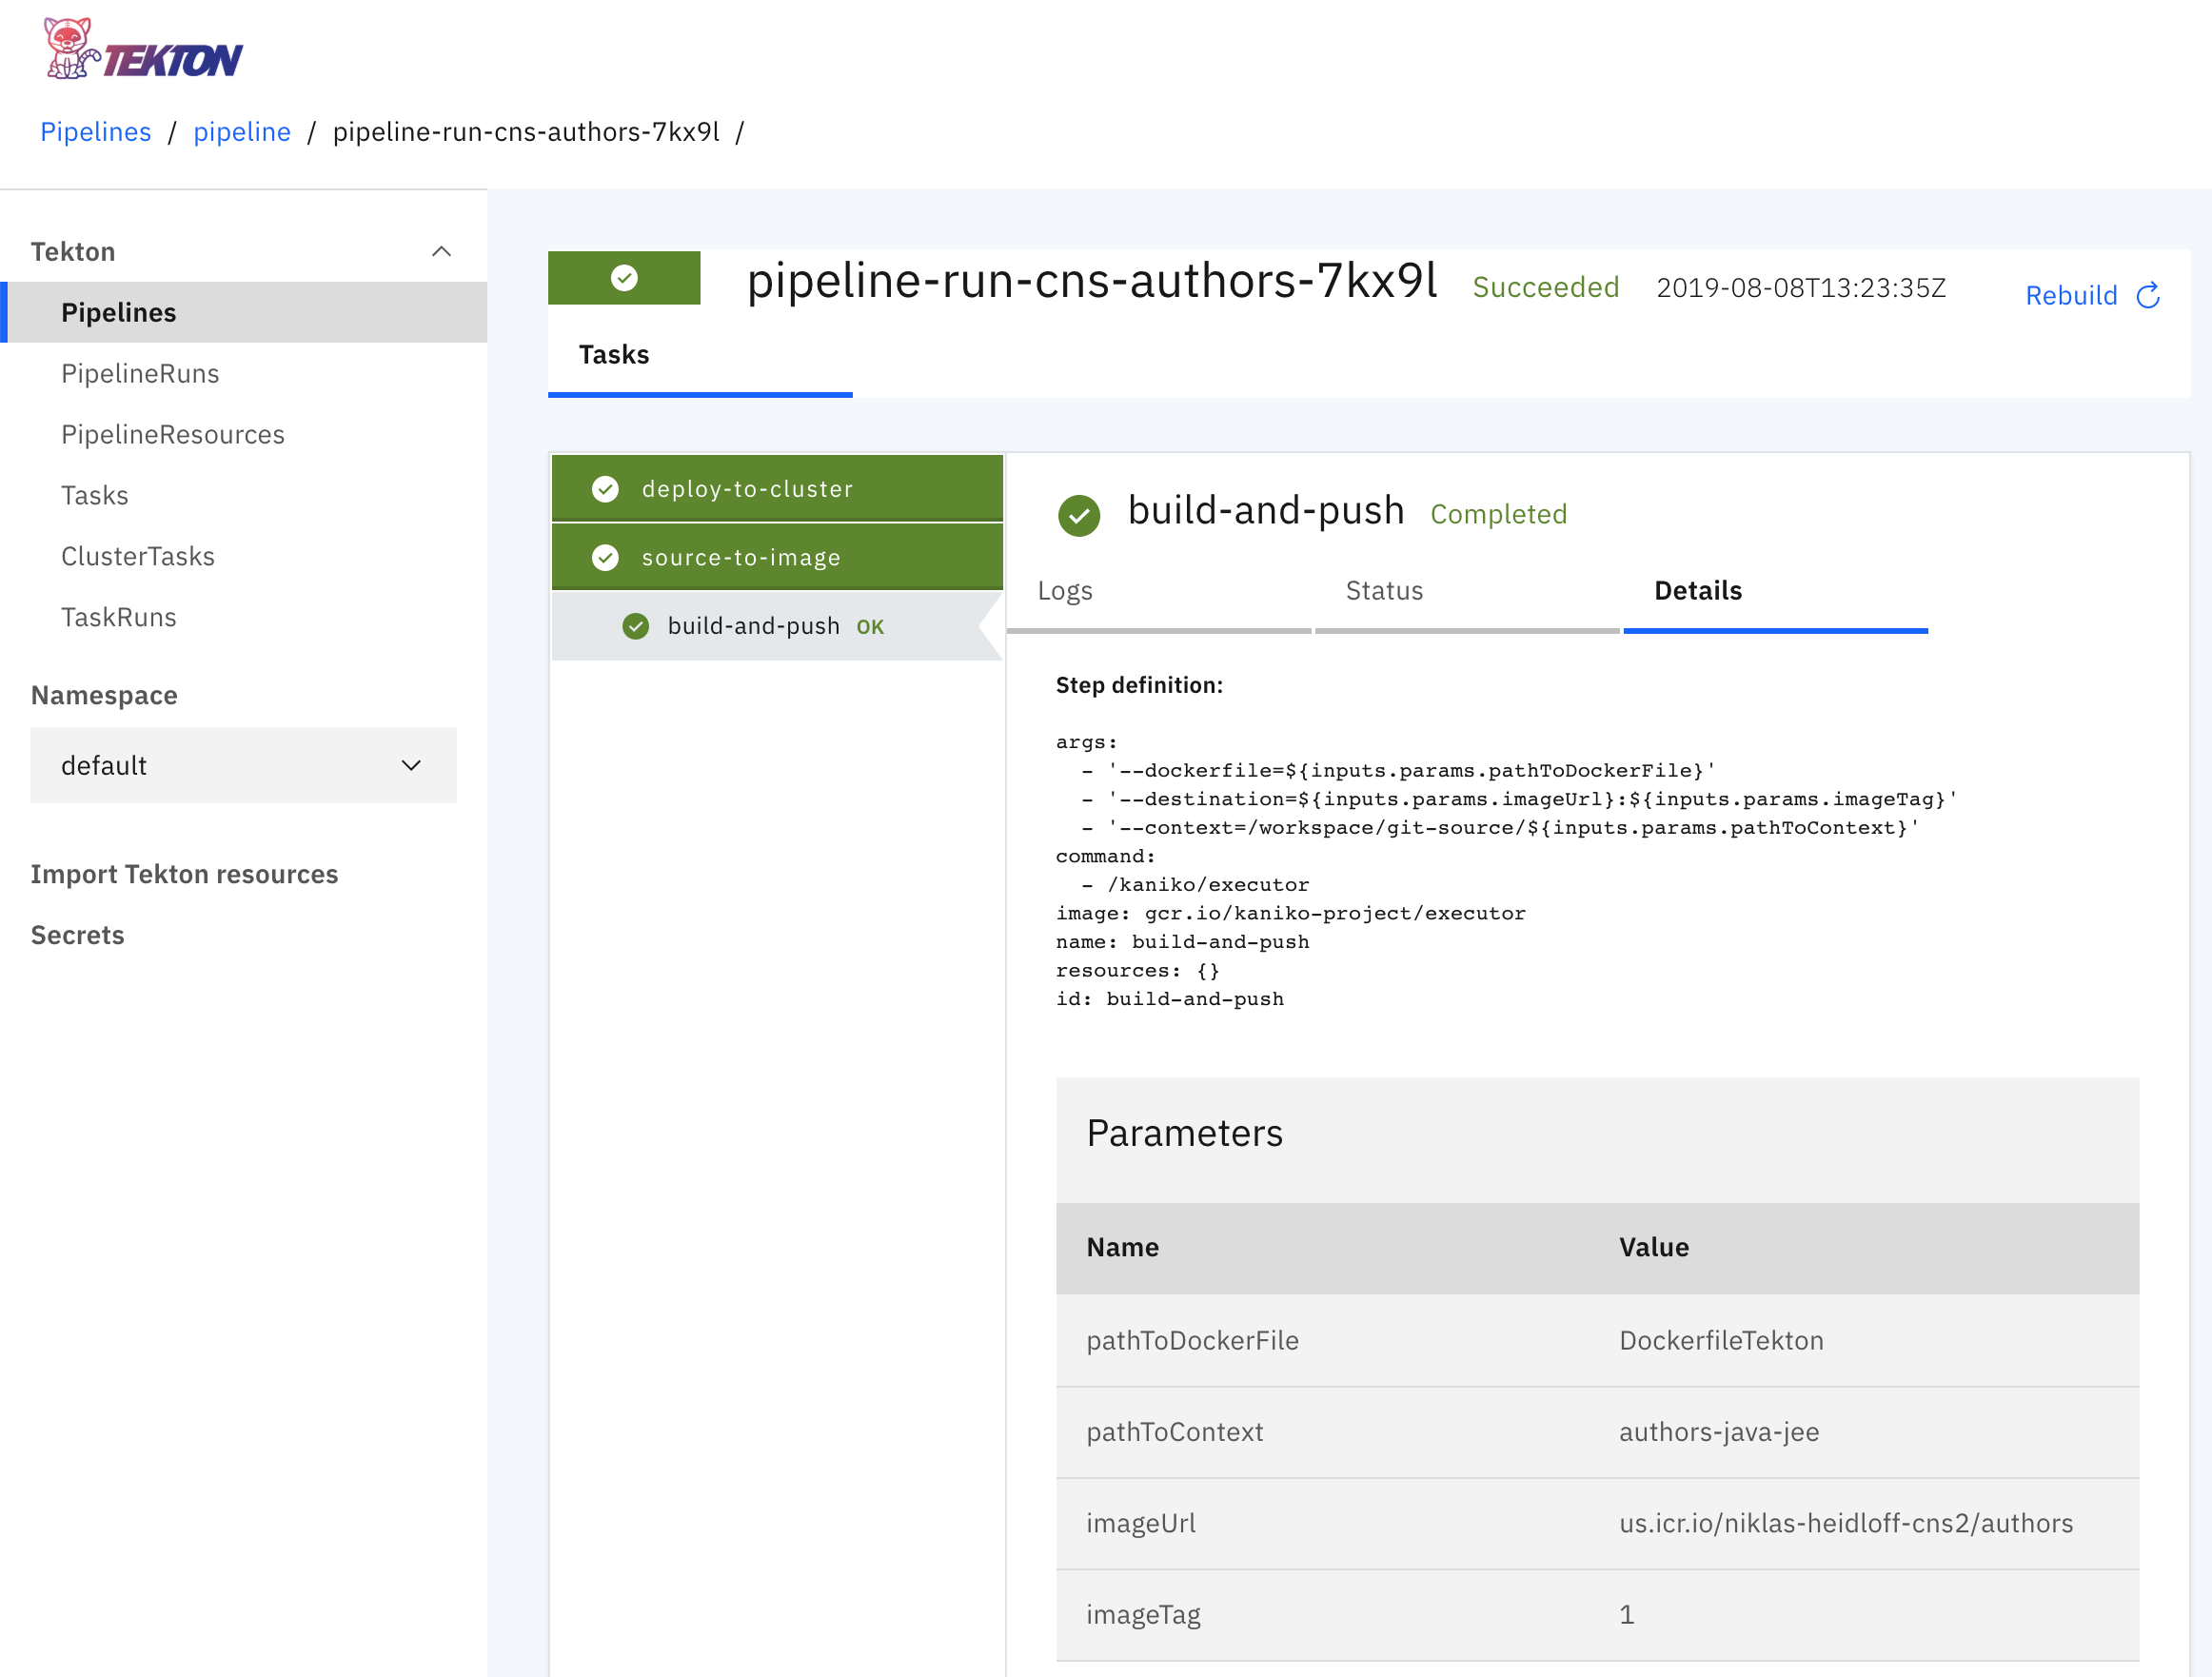 TEKTON
Pipelines / pipeline / pipeline-run-cns-authors-7kx9l /
Tekton
Pipelines
PipelineRuns
PipelineResources
Tasks
ClusterTasks
TaskRuns
Namespace
default
Import Tekton resources
Secrets
pipeline-run-cns-authors-7kx9l Succeeded 2019-08-08T13:23:35Z Rebuild
Tasks
deploy-to-cluster
source-to-image
build-and-push OK
build-and-push Completed
Logs Status Details
Step definition:
args:
  - '--dockerfile=${inputs.params.pathToDockerFile}'
  - '--destination=${inputs.params.imageUrl}:${inputs.params.imageTag}'
  - '--context=/workspace/git-source/${inputs.params.pathToContext}'
command:
  - /kaniko/executor
image: gcr.io/kaniko-project/executor
name: build-and-push
resources: {}
id: build-and-push
Parameters
Name Value
pathToDockerFile DockerfileTekton
pathToContext authors-java-jee
imageUrl us.icr.io/niklas-heidloff-cns2/authors
imageTag 1